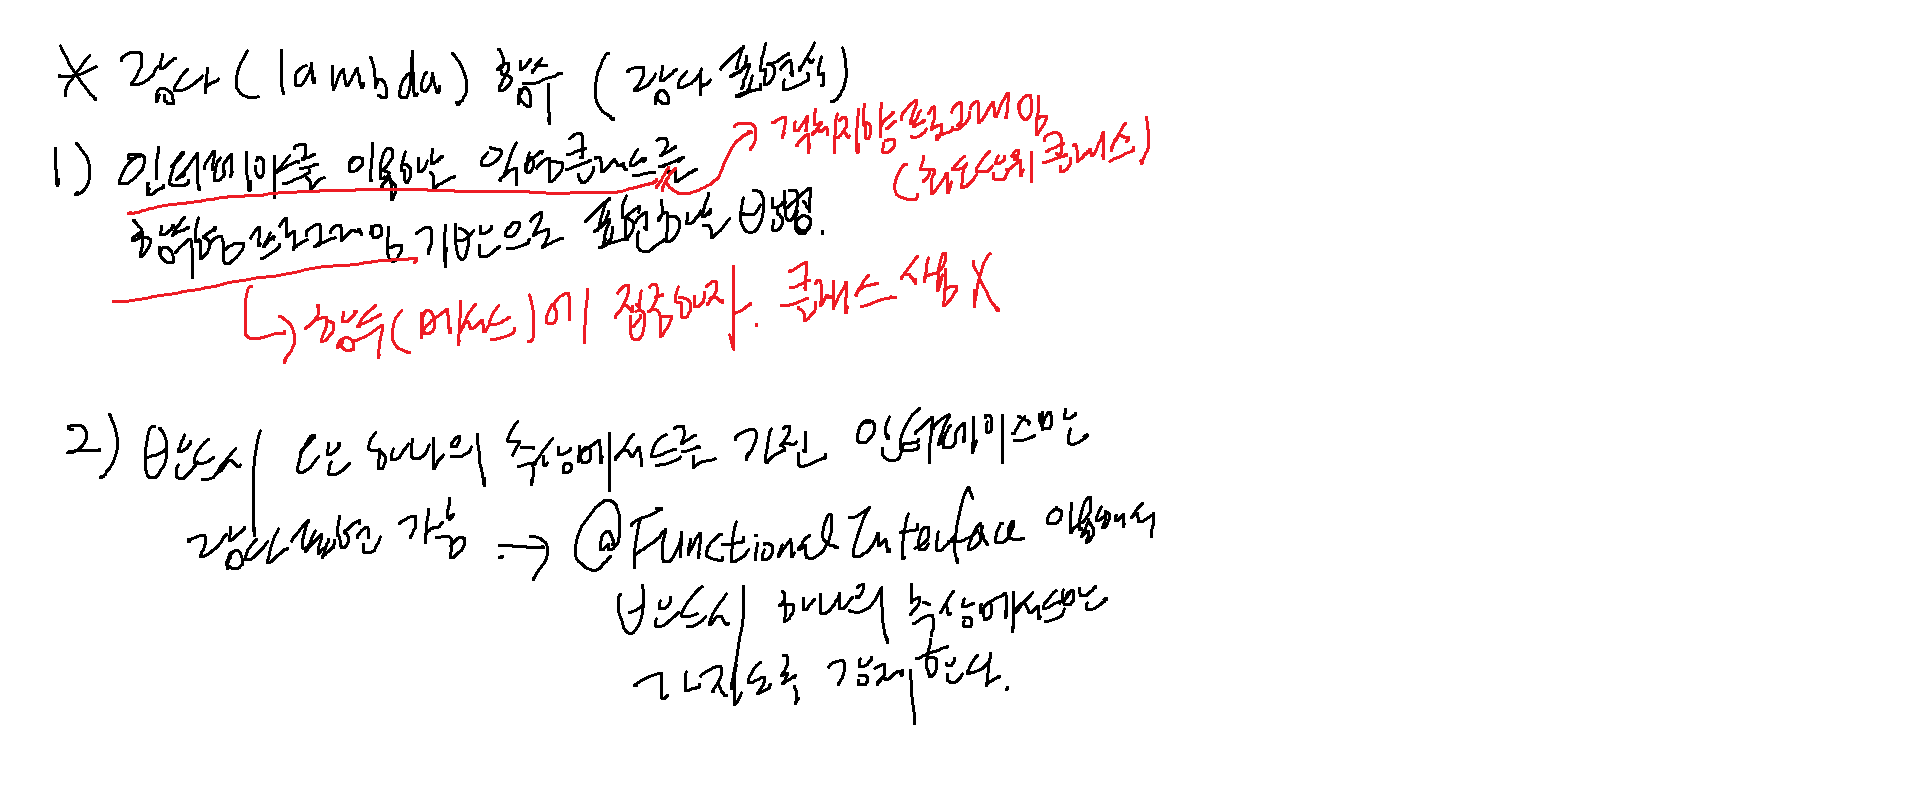 * 람다(lambda) 함수 (람다 표현식)
1) 인터페이스를 이용한 익명클래스를
→ 객체지향프로그래밍
(최소단위 클래스)
함수형프로그래밍 기반으로 표현하는 방법.
→ 함수(메서드)에 집중하자. 클래스 사용 X
2) 반드시 단 하나의 추상메서드를 가진 인터페이스만
람다표현 가능 → @FunctionalInterface 이용해서
반드시 하나의 추상메서드만
가지도록 강제한다.